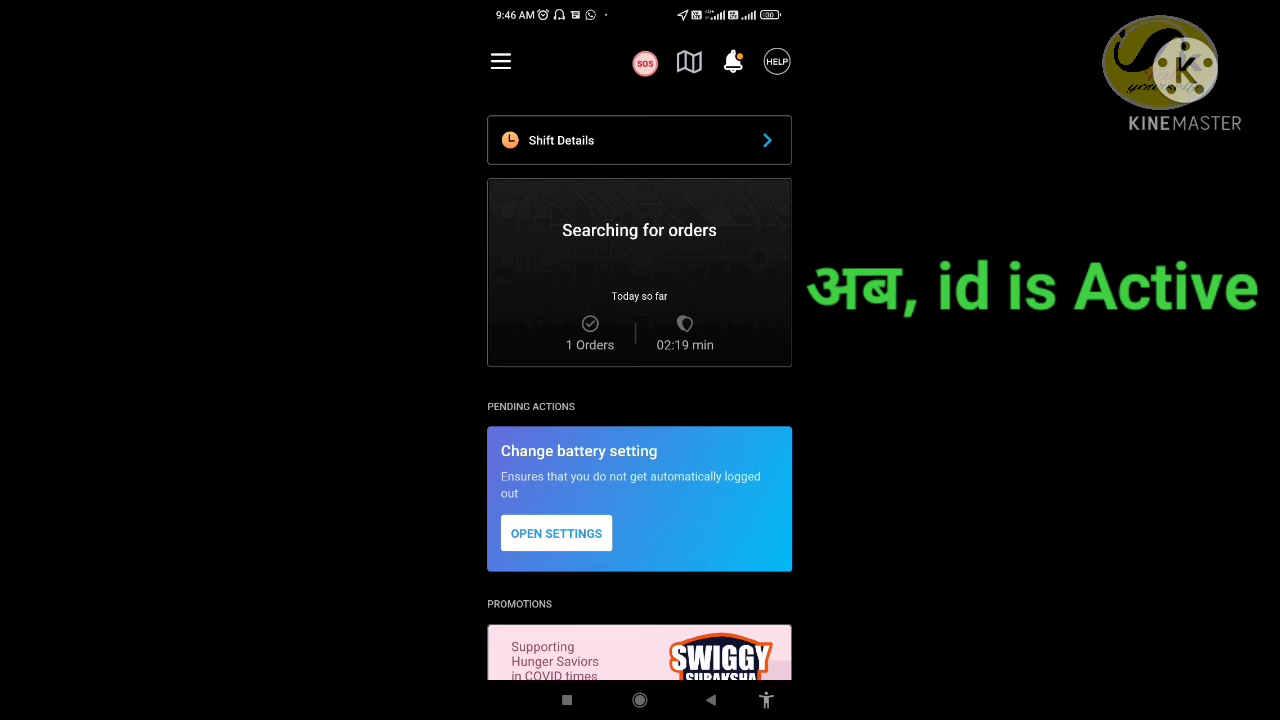 9:46 AM
30
SOS
HELP
KINEMASTER
Shift Details
Searching for orders
अब, id is Active
Today so far
1 Orders
02:19 min
PENDING ACTIONS
Change battery setting
Ensures that you do not get automatically logged
out
OPEN SETTINGS
PROMOTIONS
Supporting
Hunger Saviors
in COVID times
SWIGGY
SURAKSHA